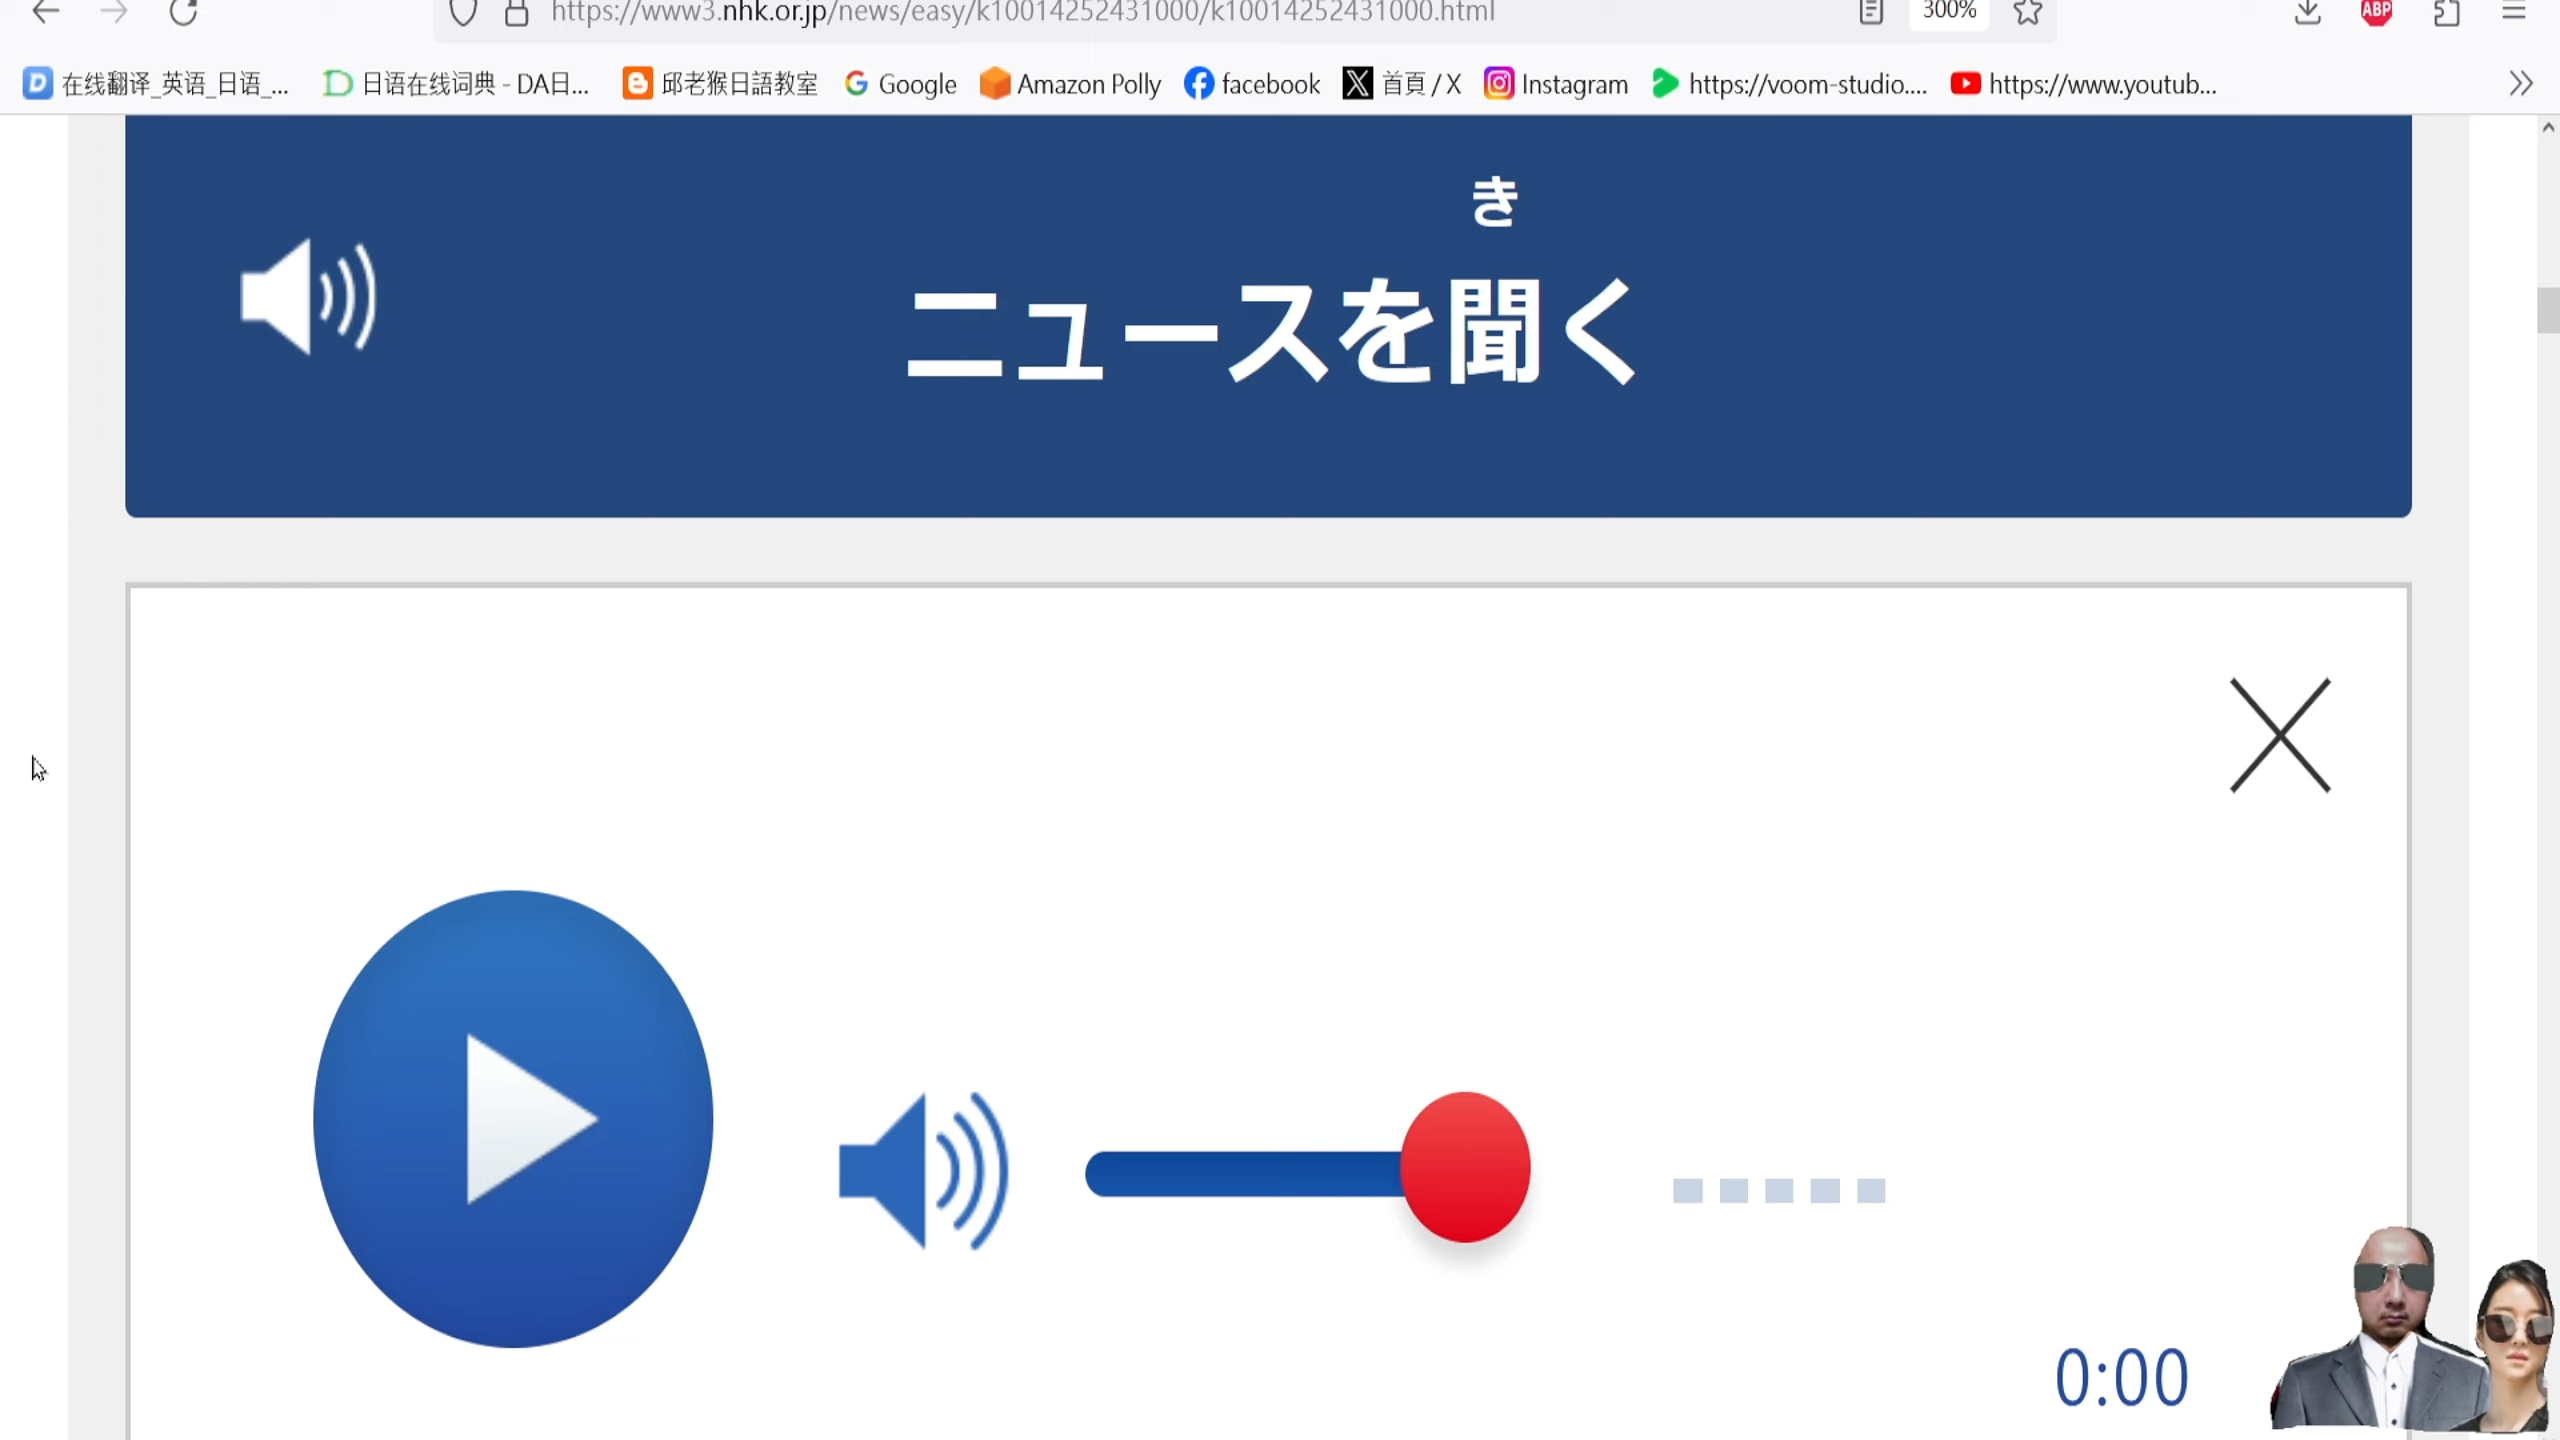 https://www3.nhk.or.jp/news/easy/k10014252431000/k10014252431000.html
300%
ABP
在线翻译_英语_日语_...
日语在线词典 - DA日...
邱老猴日語教室
Google
Amazon Polly
facebook
首頁 / X
Instagram
https://voom-studio....
https://www.youtub...
き
ニュースを聞く
0:00